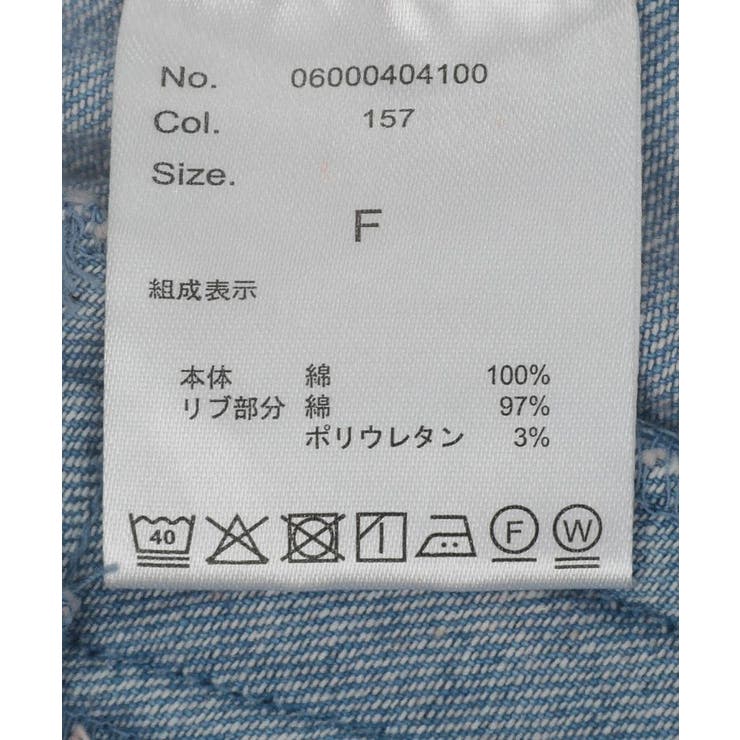 No. 06000404100
Col. 157
Size.
F
組成表示
本体 綿 100%
リブ部分 綿 97%
ポリウレタン 3%
40 F W